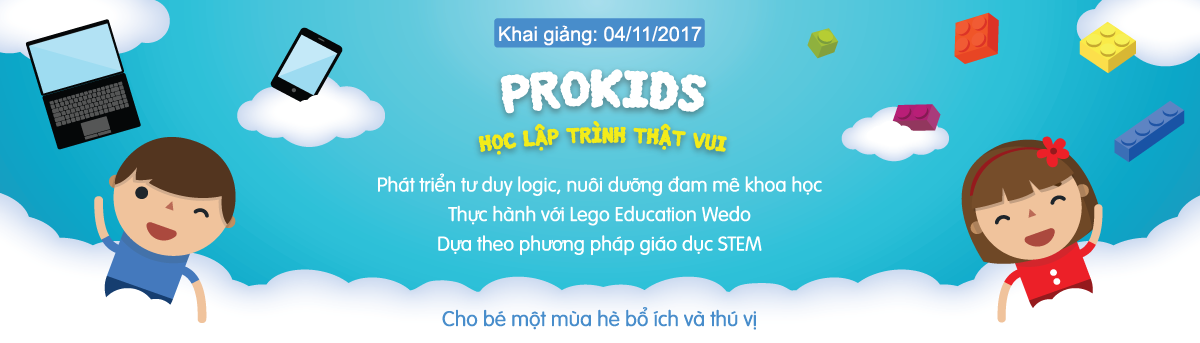 Khai giảng: 04/11/2017
PROKIDS
HỌC LẬP TRÌNH THẬT VUI
Phát triển tư duy logic, nuôi dưỡng đam mê khoa học
Thực hành với Lego Education Wedo
Dựa theo phương pháp giáo dục STEM
Cho bé một mùa hè bổ ích và thú vị